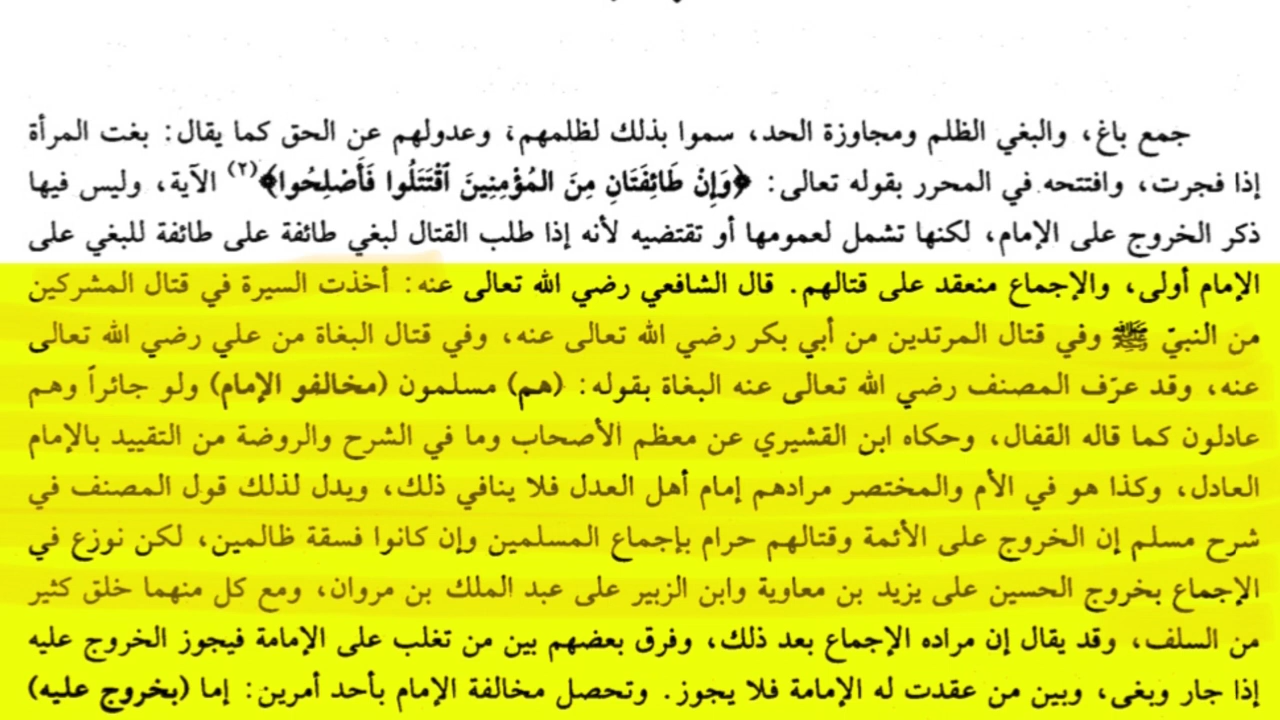 جمع باغ، والبغي الظلم ومجاوزة الحد، سموا بذلك لظلمهم، وعدولهم عن الحق كما يقال: بغت المرأة
إذا فجرت، وافتتحه في المحرر بقوله تعالى: ﴿وَإِنْ طَائِفَتَانِ مِنَ المُؤْمِنِينَ ٱقْتَتَلُوا فَأَصْلِحُوا﴾(٢) الآية، وليس فيها
ذكر الخروج على الإمام، لكنها تشمل لعمومها أو تقتضيه لأنه إذا طلب القتال لبغي طائفة على طائفة للبغي على
الإمام أولى، والإجماع منعقد على قتالهم. قال الشافعي رضي الله تعالى عنه: أخذت السيرة في قتال المشركين
من النبيّ ﷺ وفي قتال المرتدين من أبي بكر رضي الله تعالى عنه، وفي قتال البغاة من علي رضي الله تعالى
عنه، وقد عرّف المصنف رضي الله تعالى عنه البغاة بقوله: (هم) مسلمون (مخالفو الإمام) ولو جائراً وهم
عادلون كما قاله القفال، وحكاه ابن القشيري عن معظم الأصحاب وما في الشرح والروضة من التقييد بالإمام
العادل، وكذا هو في الأم والمختصر مرادهم إمام أهل العدل فلا ينافي ذلك، ويدل لذلك قول المصنف في
شرح مسلم إن الخروج على الأئمة وقتالهم حرام بإجماع المسلمين وإن كانوا فسقة ظالمين، لكن نوزع في
الإجماع بخروج الحسين على يزيد بن معاوية وابن الزبير على عبد الملك بن مروان، ومع كل منهما خلق كثير
من السلف، وقد يقال إن مراده الإجماع بعد ذلك، وفرق بعضهم بين من تغلب على الإمامة فيجوز الخروج عليه
إذا جار وبغى، وبين من عقدت له الإمامة فلا يجوز. وتحصل مخالفة الإمام بأحد أمرين: إما (بخروج عليه)